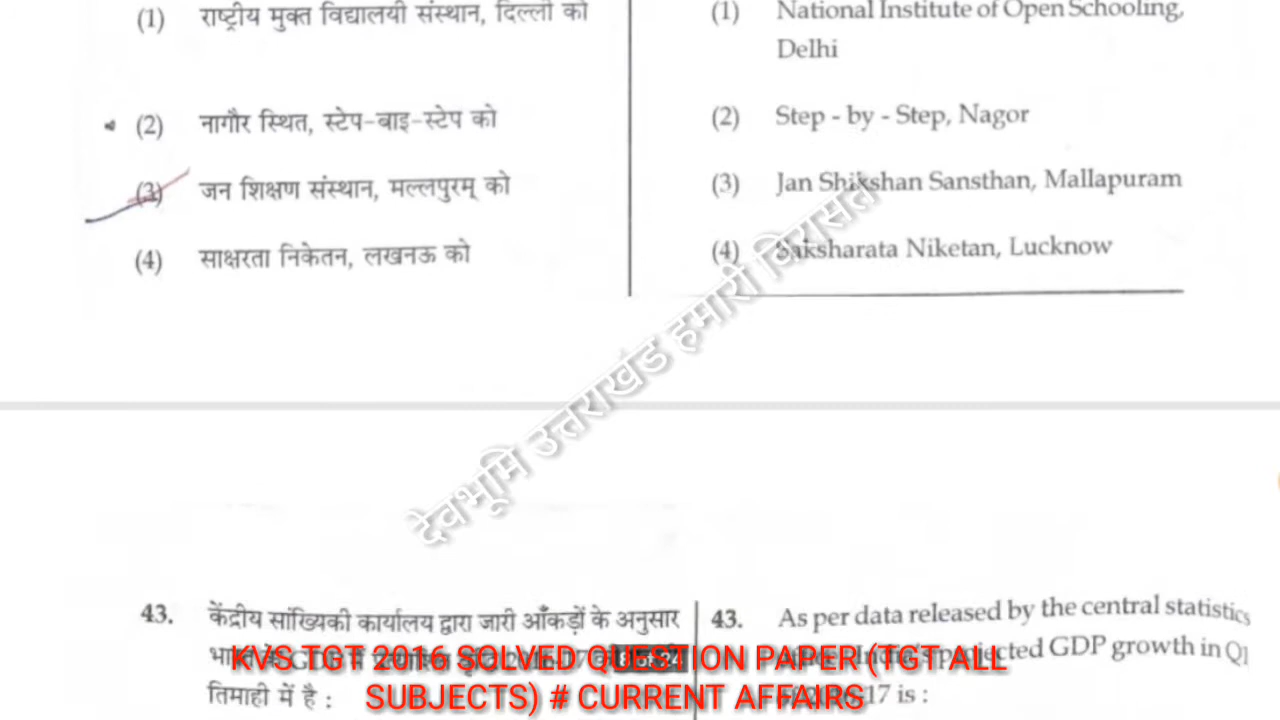 (1) राष्ट्रीय मुक्त विद्यालयी संस्थान, दिल्ली को
(2) नागौर स्थित, स्टेप-बाइ-स्टेप को
(3) जन शिक्षण संस्थान, मल्लपुरम् को
(4) साक्षरता निकेतन, लखनऊ को
(1) National Institute of Open Schooling,
Delhi
(2) Step - by - Step, Nagor
(3) Jan Shikshan Sansthan, Mallapuram
(4) Saksharata Niketan, Lucknow
देवभूमि उत्तराखंड हमारी विरासत
43. केंद्रीय सांख्यिकी कार्यालय द्वारा जारी आँकड़ों के अनुसार
तिमाही में है :
43. As per data released by the central statistics
projected GDP growth in Q1
17 is :
KVS TGT 2016 SOLVED QUESTION PAPER (TGT ALL
SUBJECTS) # CURRENT AFFAIRS